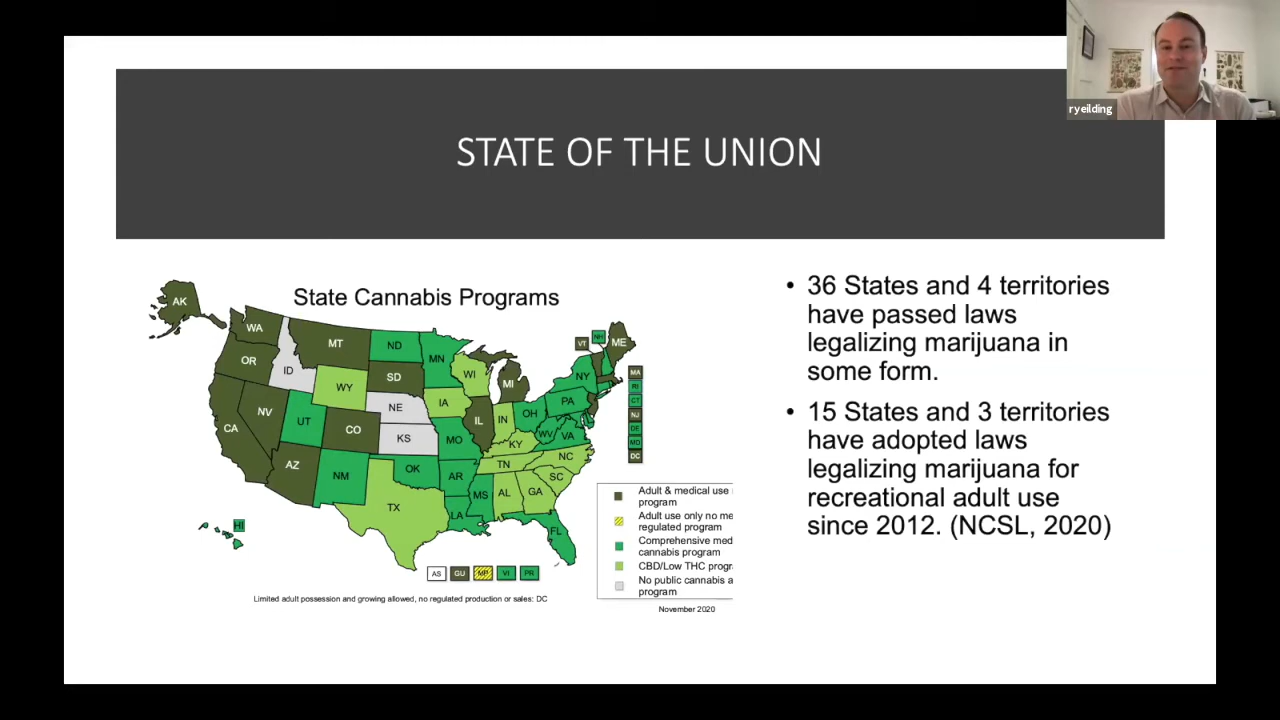 ryeilding
STATE OF THE UNION
State Cannabis Programs
AK
WA
OR
CA
NV
ID
MT
WY
UT
AZ
CO
NM
ND
SD
NE
KS
OK
TX
MN
IA
MO
AR
LA
WI
IL
MI
IN
OH
KY
TN
MS
AL
GA
FL
SC
NC
WV
VA
PA
NY
VT
NH
ME
MA
RI
CT
NJ
DE
MD
DC
HI
AS
GU
MP
VI
PR
Adult & medical use
program
Adult use only no me
regulated program
Comprehensive med
cannabis program
CBD/Low THC progr
No public cannabis a
program
Limited adult possession and growing allowed, no regulated production or sales: DC
November 2020
• 36 States and 4 territories
have passed laws
legalizing marijuana in
some form.
• 15 States and 3 territories
have adopted laws
legalizing marijuana for
recreational adult use
since 2012. (NCSL, 2020)